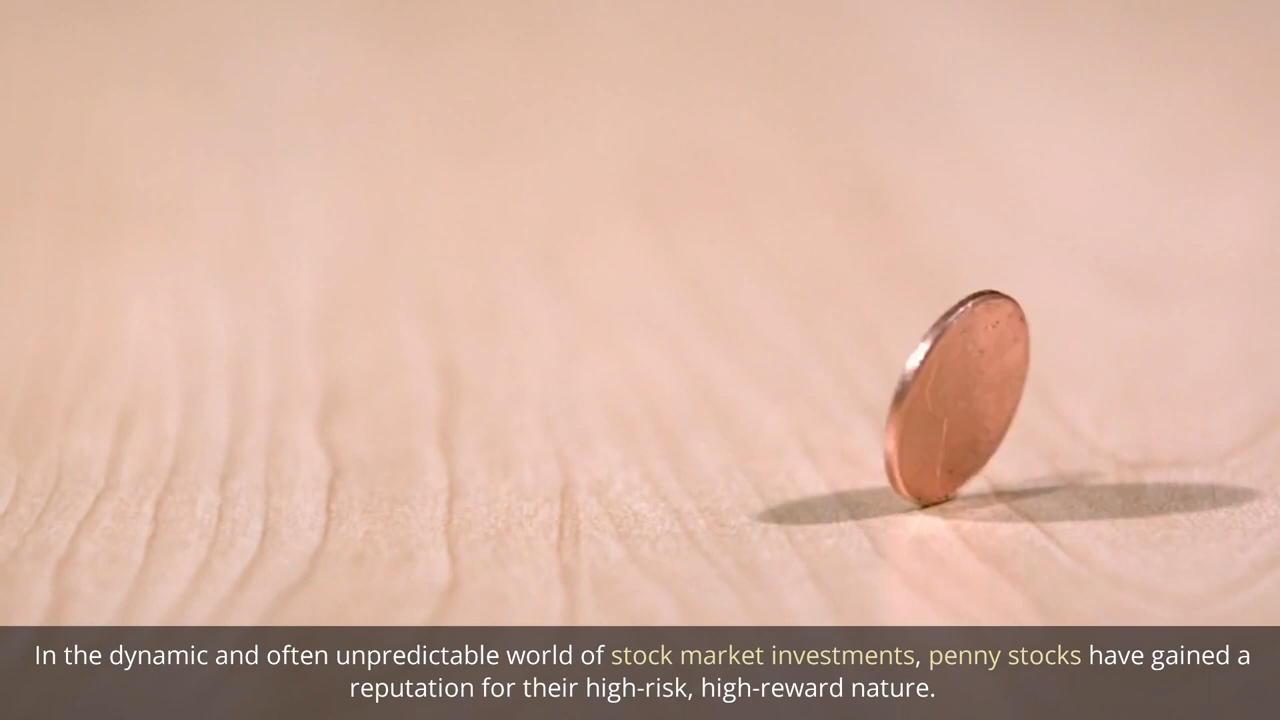 In the dynamic and often unpredictable world of stock market investments, penny stocks have gained a
reputation for their high-risk, high-reward nature.